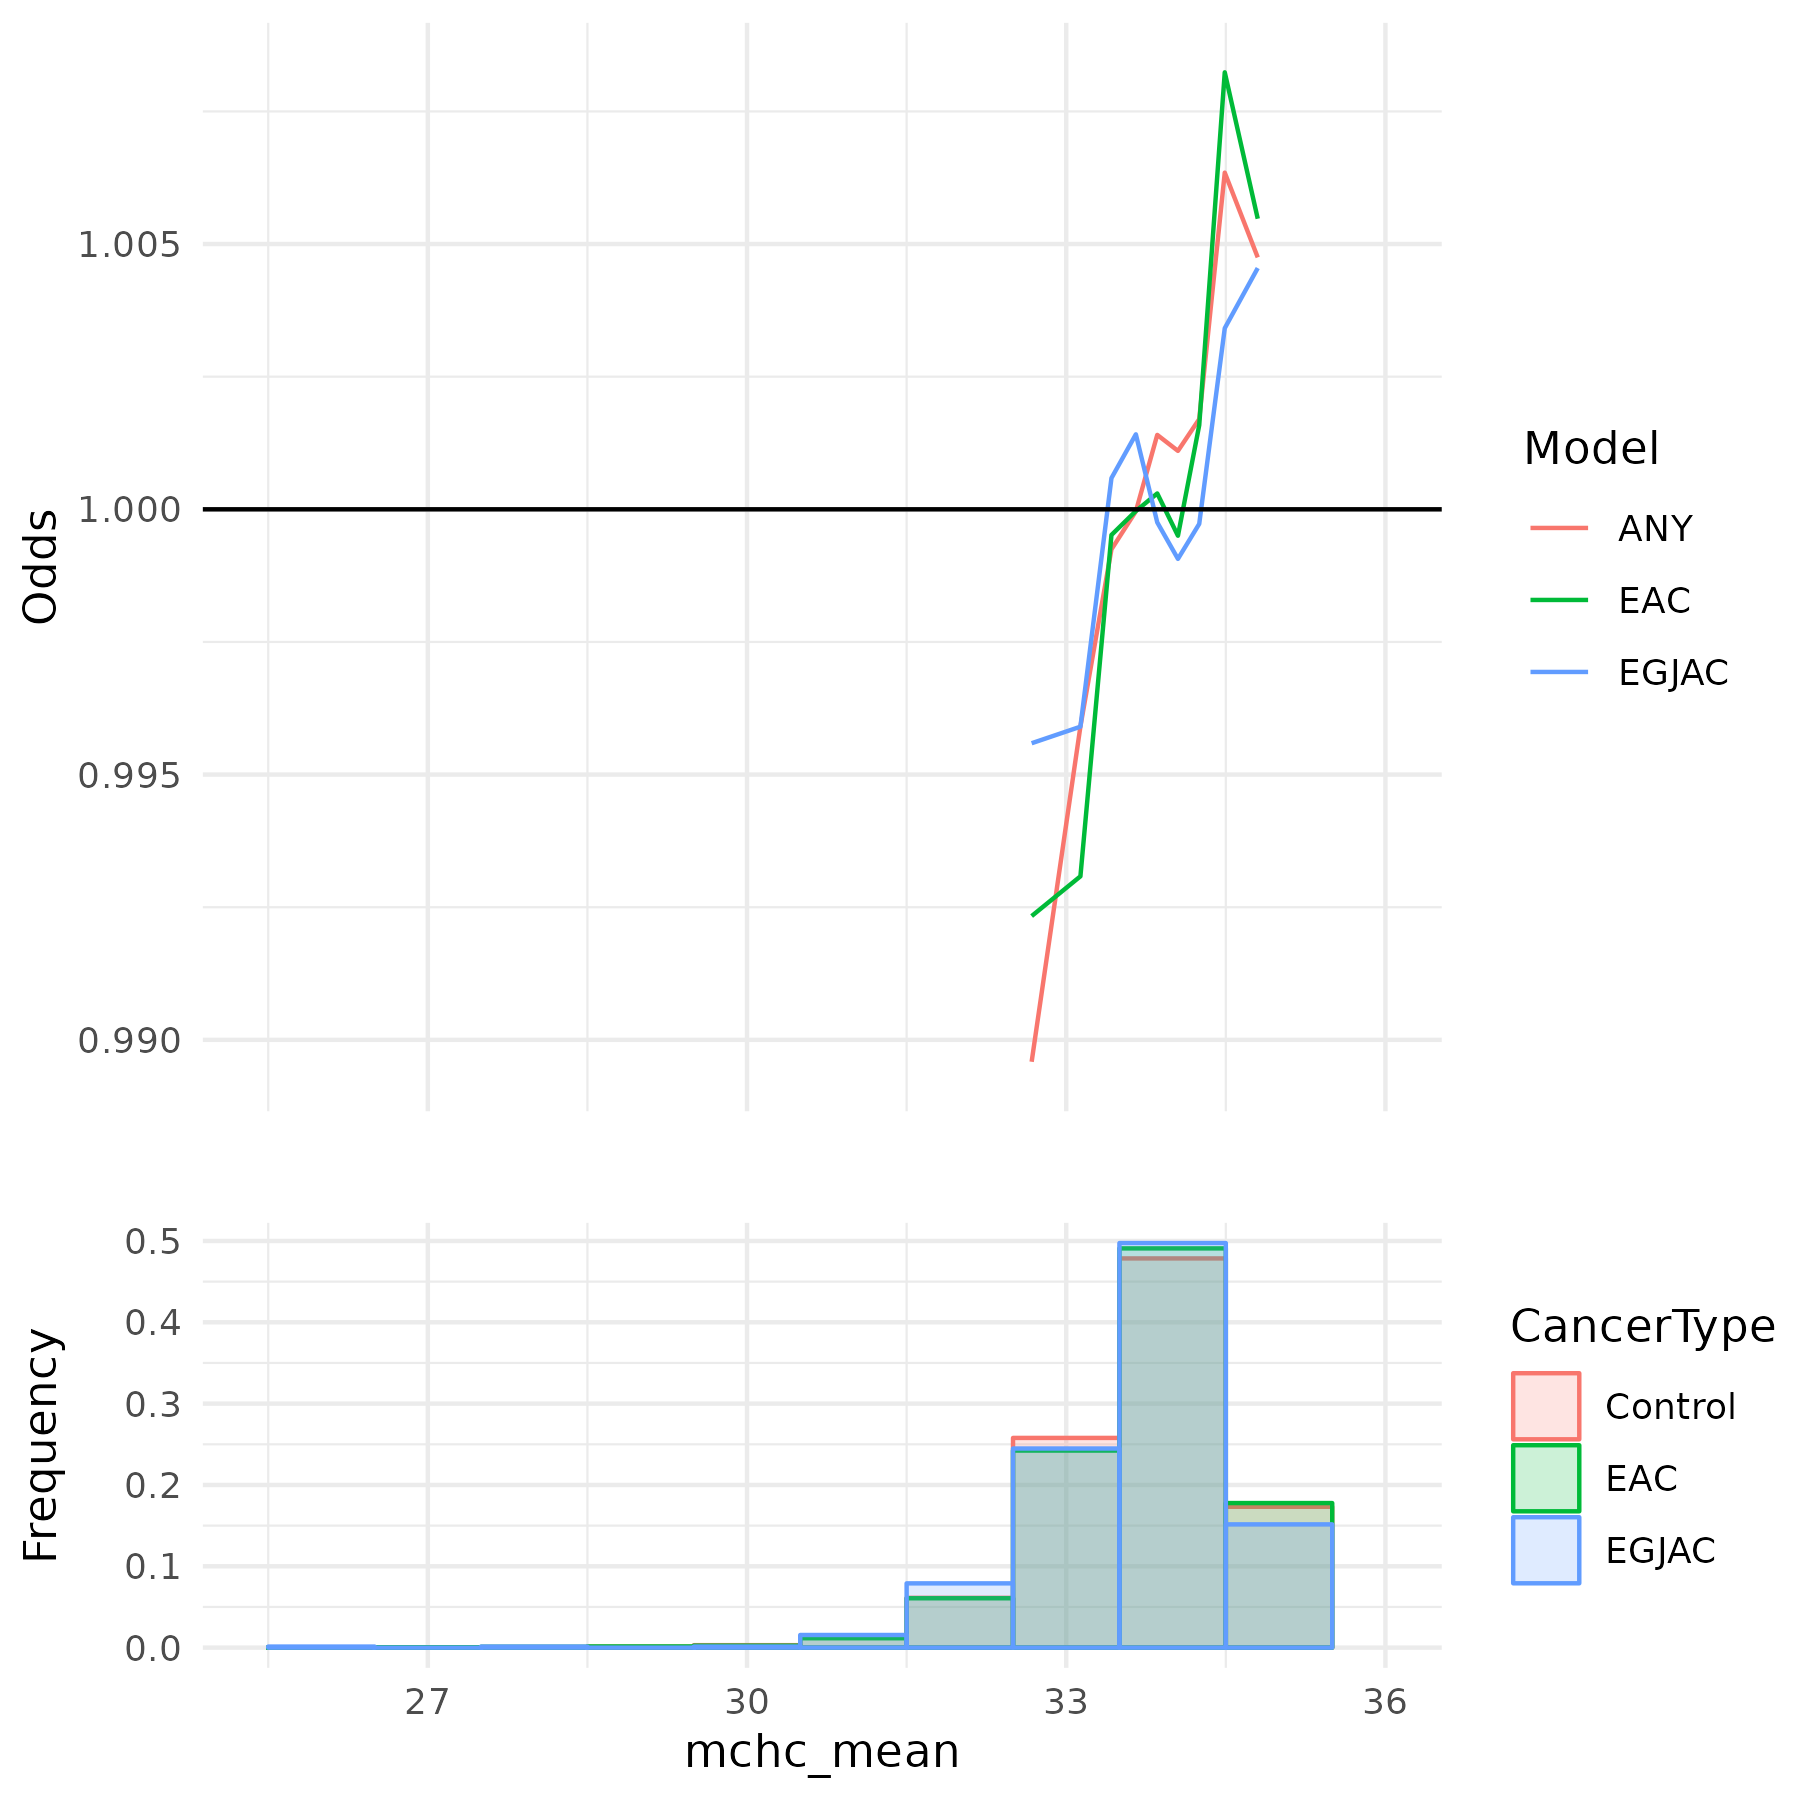 1.005
1.000
0.995
0.990
Odds
Model
ANY
EAC
EGJAC
0.5
0.4
0.3
0.2
0.1
0.0
Frequency
27 30 33 36
mchc_mean
CancerType
Control
EAC
EGJAC